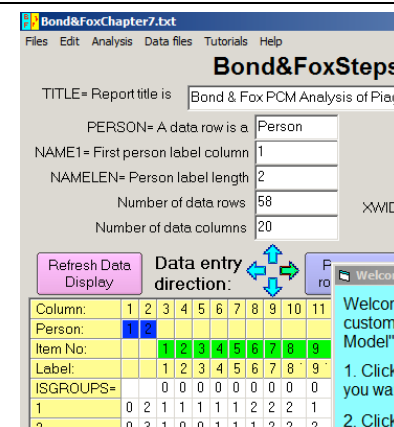 Bond&FoxChapter7.txt
Files Edit Analysis Data files Tutorials Help
Bond&FoxSteps
TITLE= Report title is Bond & Fox PCM Analysis of Pia
PERSON= A data row is a Person
NAME1= First person label column 1
NAMELEN= Person label length 2
Number of data rows 58
XWID
Number of data columns 20
Refresh Data Display
Data entry direction:
Welcor
Column: 1 2 3 4 5 6 7 8 9 10 11
Person: 1 2
Item No: 1 2 3 4 5 6 7 8 9
Label: 1 2 3 4 5 6 7 8 9
ISGROUPS= 0 0 0 0 0 0 0 0 0
1 0 2 1 1 1 1 1 2 2 2 1
Welcor
custom
Model"
1. Click
you wa
2. Click